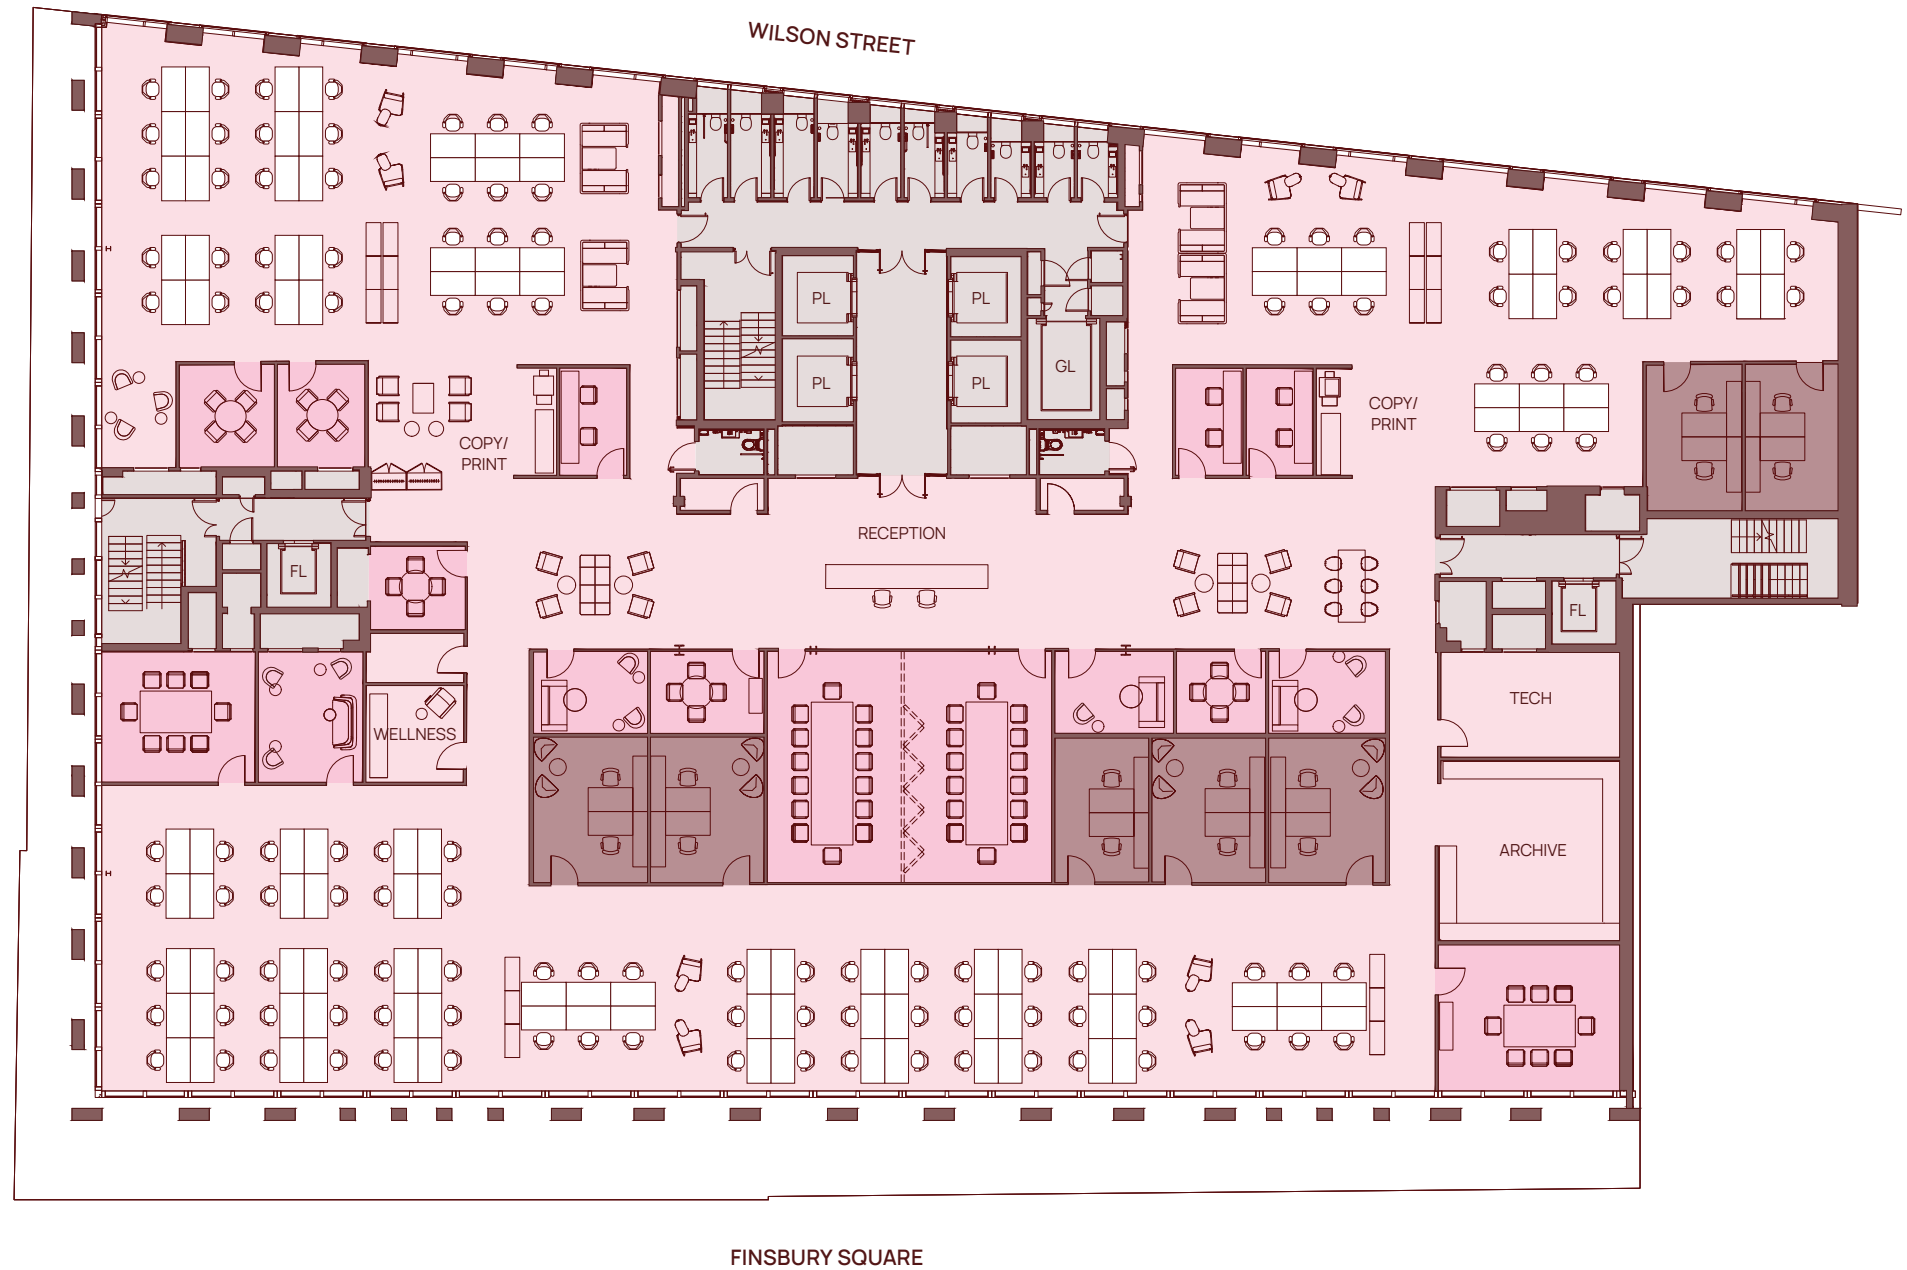 WILSON STREET
PL
PL
PL
PL
GL
COPY/
PRINT
COPY/
PRINT
RECEPTION
FL
FL
WELLNESS
TECH
ARCHIVE
FINSBURY SQUARE